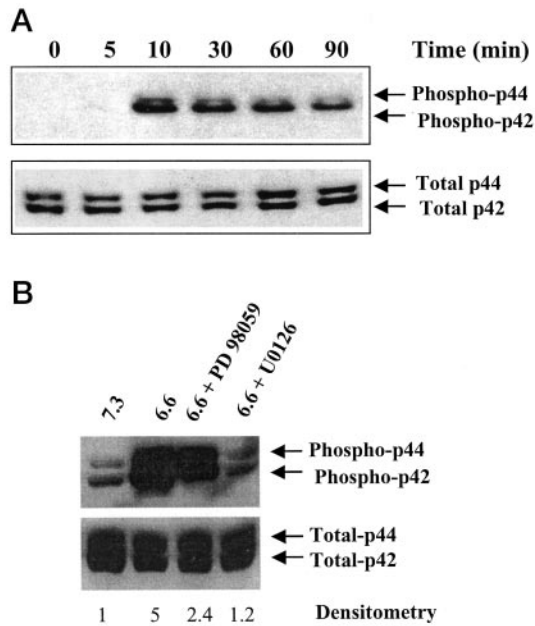 A
0 5 10 30 60 90 Time (min)
Phospho-p44
Phospho-p42
Total p44
Total p42
B
7.3 6.6 6.6 + PD 98059 6.6 + U0126
Phospho-p44
Phospho-p42
Total-p44
Total-p42
1 5 2.4 1.2 Densitometry